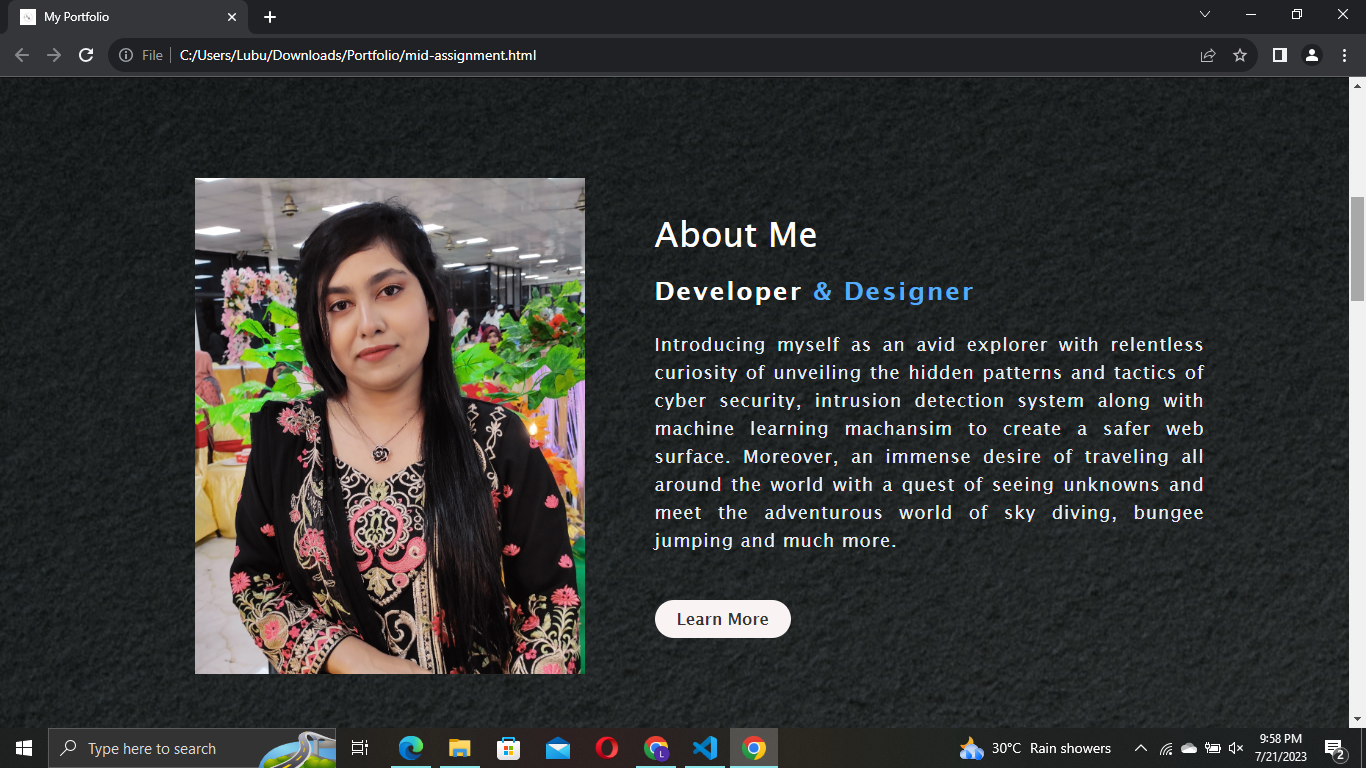 My Portfolio
File
C:/Users/Lubu/Downloads/Portfolio/mid-assignment.html
About Me
Developer & Designer
Introducing myself as an avid explorer with relentless
curiosity of unveiling the hidden patterns and tactics of
cyber security, intrusion detection system along with
machine learning machansim to create a safer web
surface. Moreover, an immense desire of traveling all
around the world with a quest of seeing unknowns and
meet the adventurous world of sky diving, bungee
jumping and much more.
Learn More
Type here to search
L
30°C Rain showers
9:58 PM
7/21/2023
2